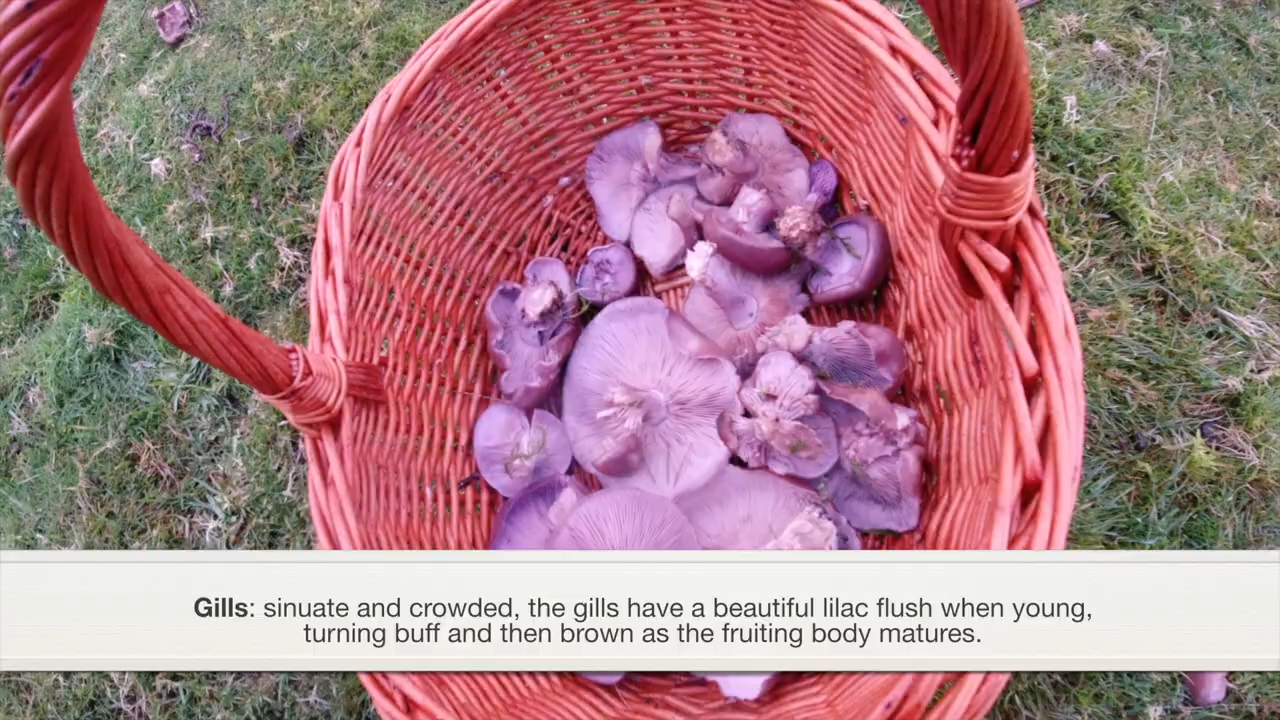 Gills: sinuate and crowded, the gills have a beautiful lilac flush when young,
turning buff and then brown as the fruiting body matures.